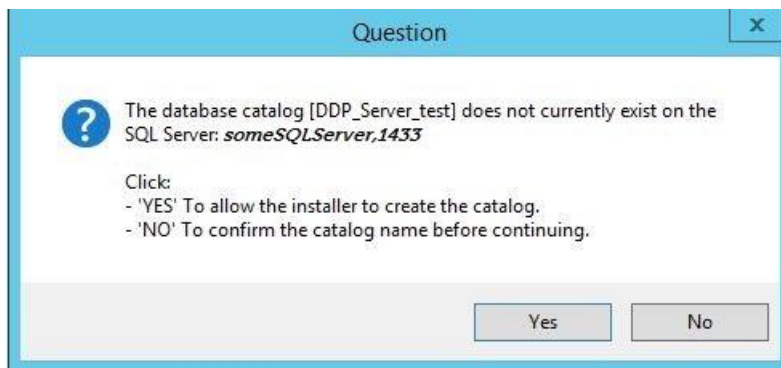 Question
x
The database catalog [DDP_Server_test] does not currently exist on the
SQL Server: someSQLServer,1433
Click:
- 'YES' To allow the installer to create the catalog.
- 'NO' To confirm the catalog name before continuing.
Yes
No